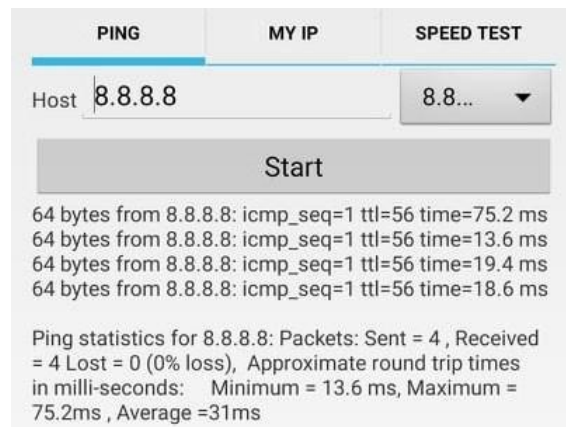 PING MY IP SPEED TEST
Host 8.8.8.8 8.8...
Start
64 bytes from 8.8.8.8: icmp_seq=1 ttl=56 time=75.2 ms
64 bytes from 8.8.8.8: icmp_seq=1 ttl=56 time=13.6 ms
64 bytes from 8.8.8.8: icmp_seq=1 ttl=56 time=19.4 ms
64 bytes from 8.8.8.8: icmp_seq=1 ttl=56 time=18.6 ms
Ping statistics for 8.8.8.8: Packets: Sent = 4 , Received
= 4 Lost = 0 (0% loss),  Approximate round trip times
in milli-seconds:    Minimum = 13.6 ms, Maximum =
75.2ms , Average =31ms